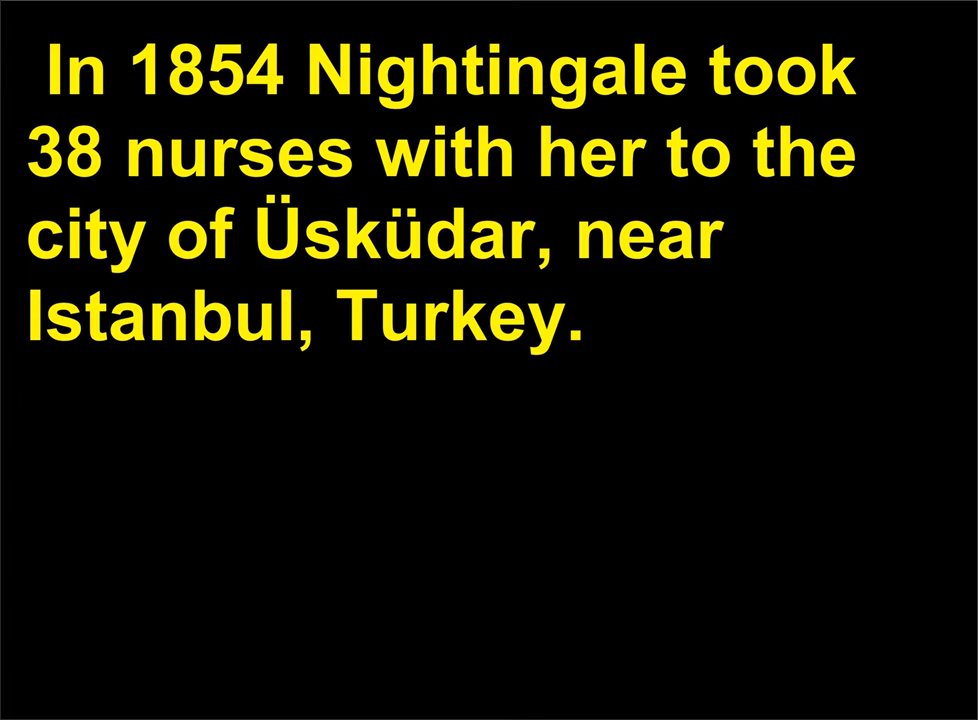 In 1854 Nightingale took
38 nurses with her to the
city of Üsküdar, near
Istanbul, Turkey.